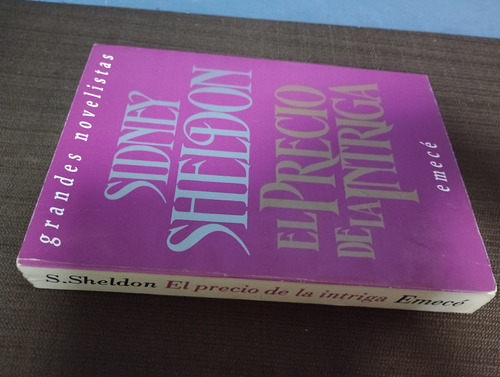 grandes novelistas
SIDNEY
SHELDON
EL PRECIO
DE LA INTRIGA
emecé
S. Sheldon El precio de la intriga Emecé